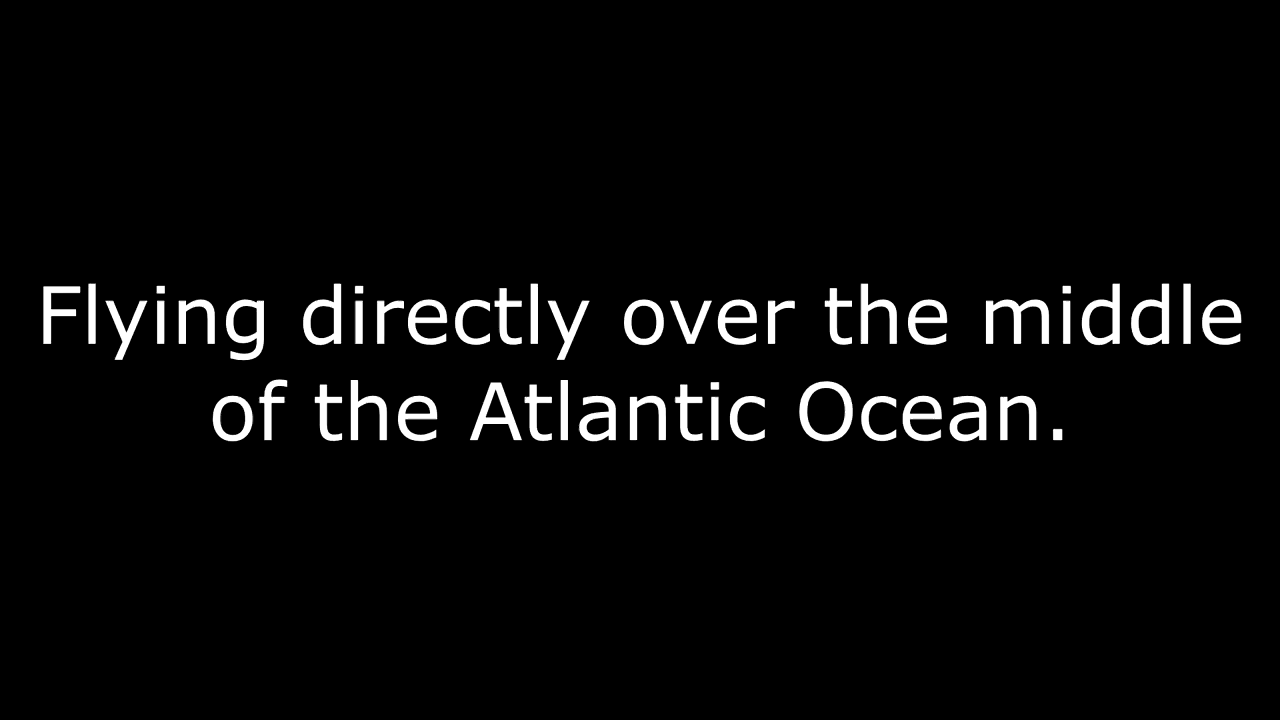 Flying directly over the middle
of the Atlantic Ocean.